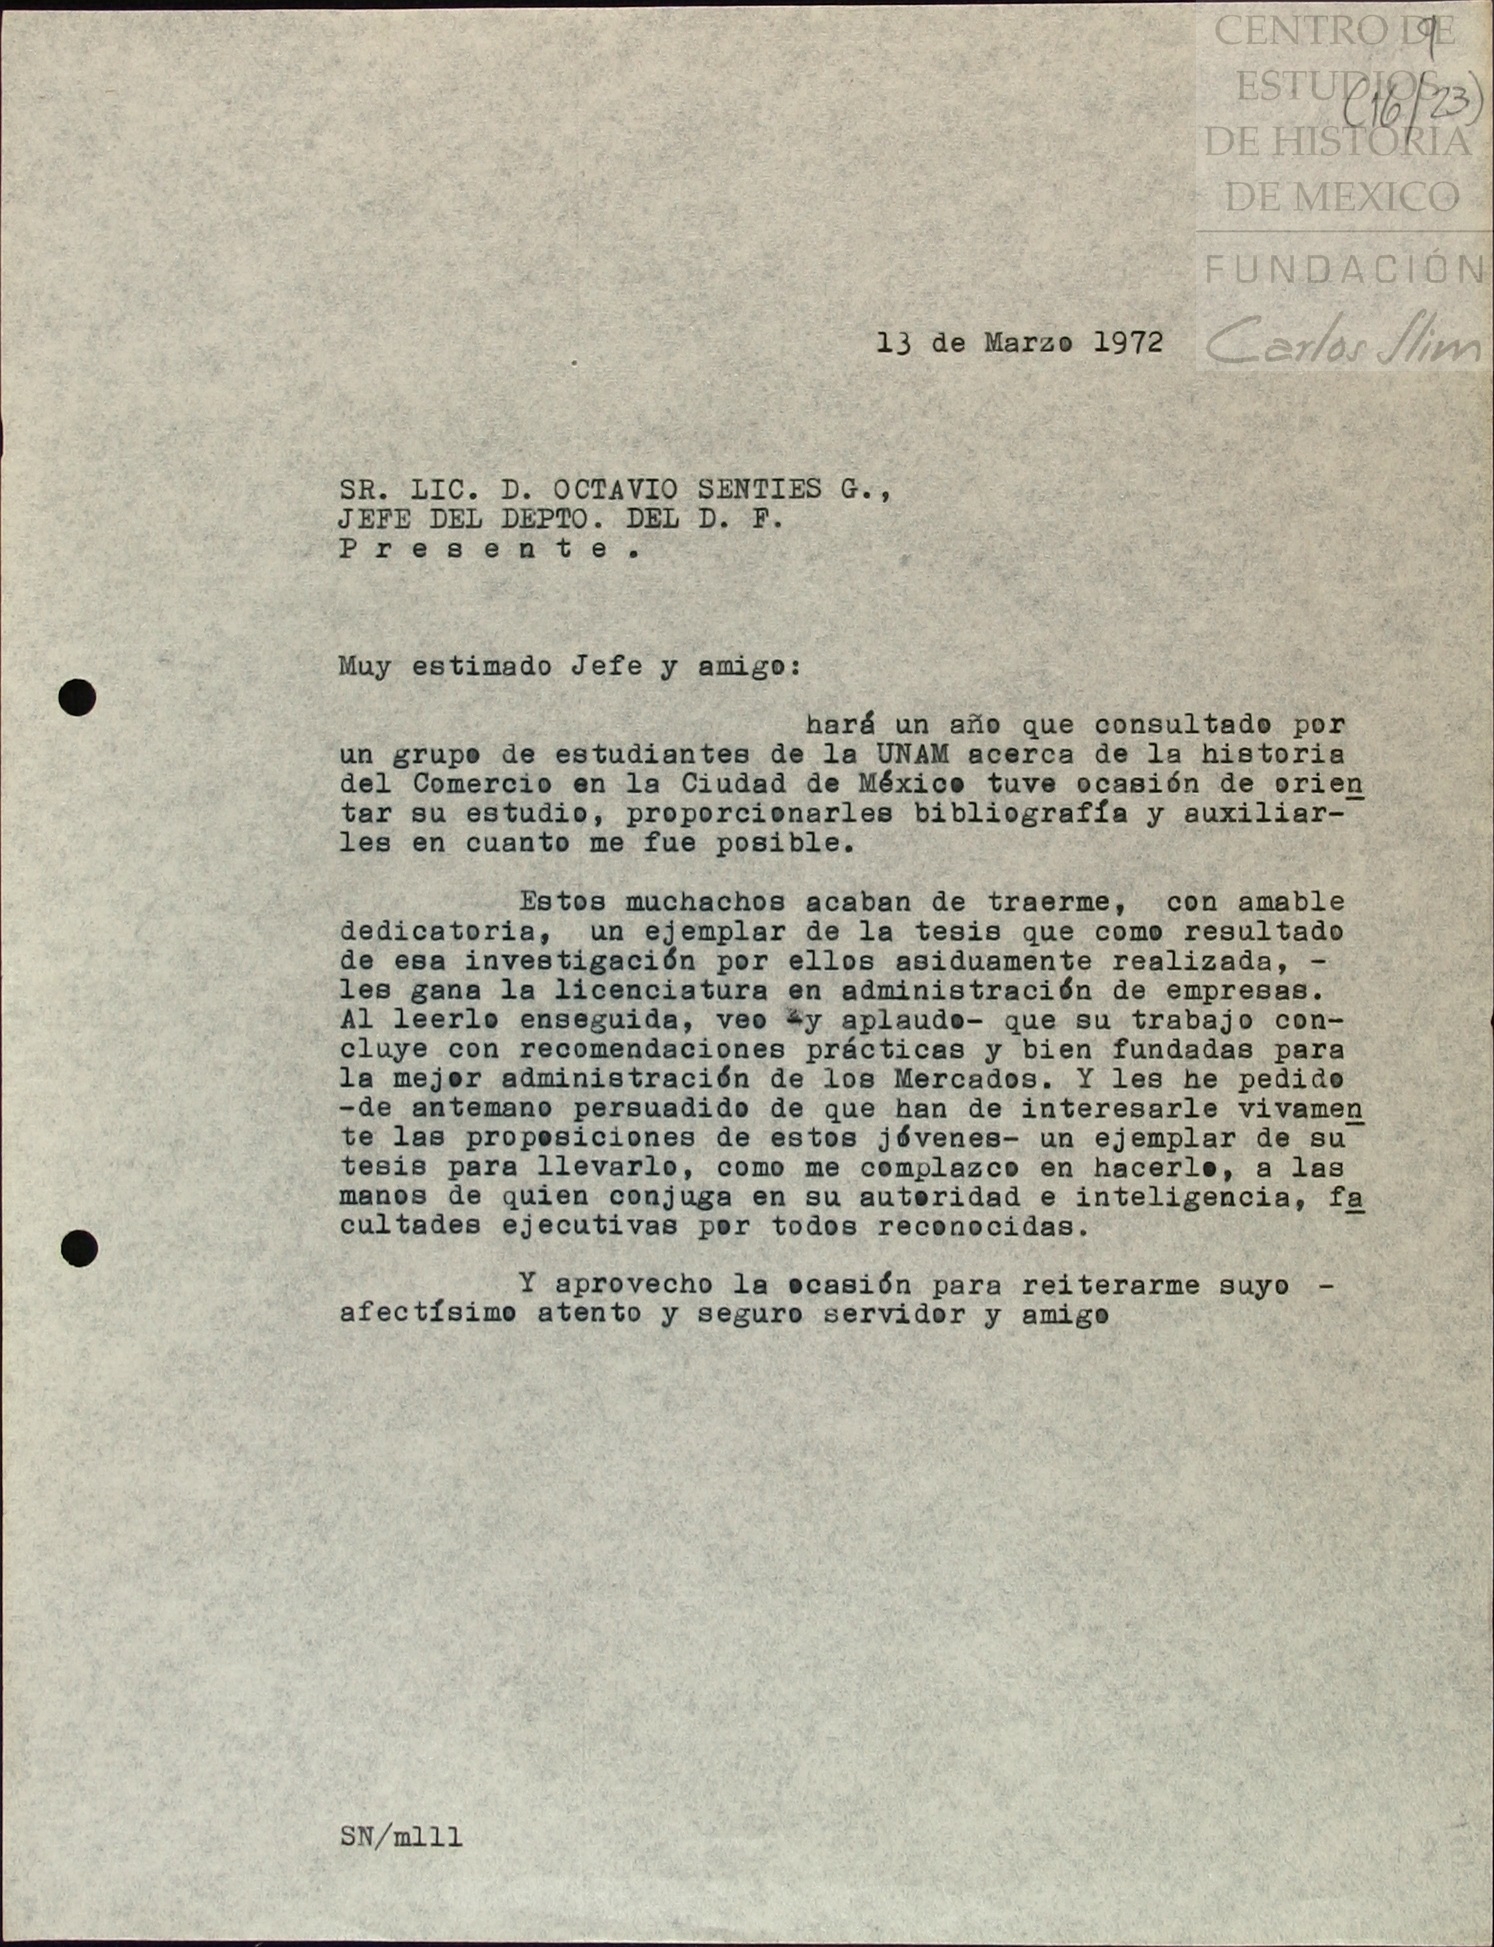 CENTRO DE
ESTUDIOS
DE HISTORIA
DE MEXICO
FUNDACIÓN
Carlos Slim
9
(16/23)
13 de Marzo 1972
SR. LIC. D. OCTAVIO SENTIES G.,
JEFE DEL DEPTO. DEL D. F.
P r e s e n t e .
Muy estimado Jefe y amigo:
hará un año que consultado por
un grupo de estudiantes de la UNAM acerca de la historia
del Comercio en la Ciudad de México tuve ocasión de orien
tar su estudio, proporcionarles bibliografía y auxiliar-
les en cuanto me fue posible.
Estos muchachos acaban de traerme, con amable
dedicatoria, un ejemplar de la tesis que como resultado
de esa investigación por ellos asiduamente realizada, -
les gana la licenciatura en administración de empresas.
Al leerlo enseguida, veo -y aplaudo- que su trabajo con-
cluye con recomendaciones prácticas y bien fundadas para
la mejor administración de los Mercados. Y les he pedido
-de antemano persuadido de que han de interesarle vivamen
te las proposiciones de estos jóvenes- un ejemplar de su
tesis para llevarlo, como me complazco en hacerlo, a las
manos de quien conjuga en su autoridad e inteligencia, fa
cultades ejecutivas por todos reconocidas.
Y aprovecho la ocasión para reiterarme suyo -
afectísimo atento y seguro servidor y amigo
SN/mlll